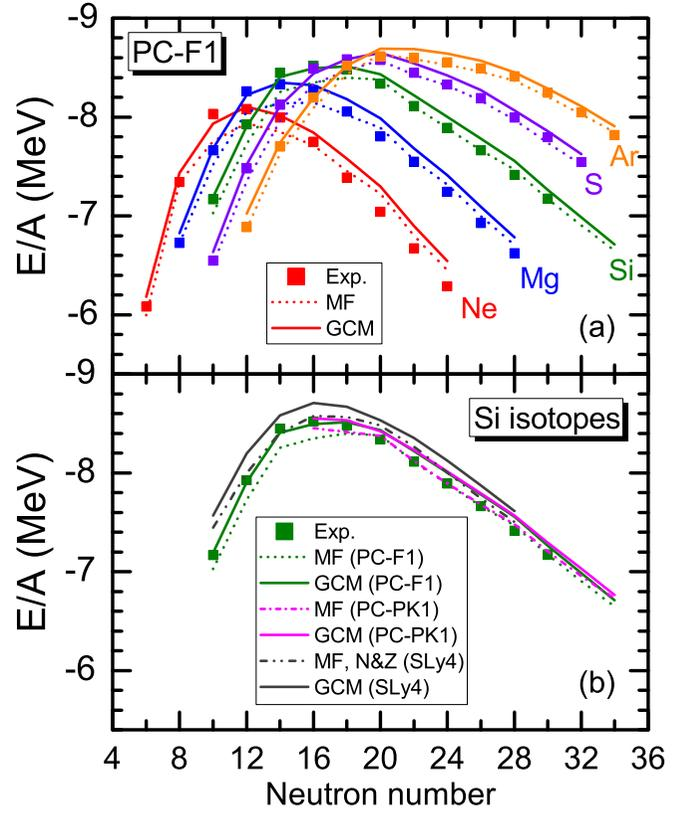 -9
PC-F1
-8
E/A (MeV)
-7
Ar
S
Si
Mg
Ne
Exp.
MF
GCM
-6
(a)
-9
Si isotopes
-8
E/A (MeV)
Exp.
MF (PC-F1)
GCM (PC-F1)
MF (PC-PK1)
GCM (PC-PK1)
MF, N&Z (SLy4)
GCM (SLy4)
-7
-6
(b)
4 8 12 16 20 24 28 32 36
Neutron number